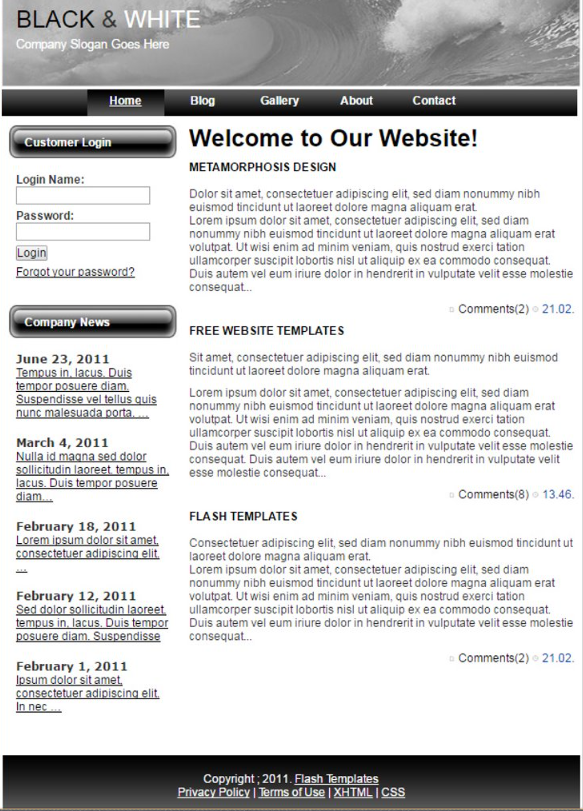 BLACK & WHITE
Company Slogan Goes Here
Home Blog Gallery About Contact
Customer Login
Login Name:
Password:
Login
Forgot your password?
Company News
June 23, 2011
Tempus in, lacus. Duis
tempor posuere diam.
Suspendisse vel tellus quis
nunc malesuada porta, ...
March 4, 2011
Nulla id magna sed dolor
sollicitudin laoreet, tempus in,
lacus. Duis tempor posuere
diam...
February 18, 2011
Lorem ipsum dolor sit amet,
consectetuer adipiscing elit.
...
February 12, 2011
Sed dolor sollicitudin laoreet,
tempus in, lacus. Duis tempor
posuere diam. Suspendisse
February 1, 2011
Ipsum dolor sit amet,
consectetuer adipiscing elit.
In nec ...
Welcome to Our Website!
METAMORPHOSIS DESIGN
Dolor sit amet, consectetuer adipiscing elit, sed diam nonummy nibh
euismod tincidunt ut laoreet dolore magna aliquam erat.
Lorem ipsum dolor sit amet, consectetuer adipiscing elit, sed diam
nonummy nibh euismod tincidunt ut laoreet dolore magna aliquam erat
volutpat. Ut wisi enim ad minim veniam, quis nostrud exerci tation
ullamcorper suscipit lobortis nisl ut aliquip ex ea commodo consequat.
Duis autem vel eum iriure dolor in hendrerit in vulputate velit esse molestie
consequat...
Comments(2) 21.02.
FREE WEBSITE TEMPLATES
Sit amet, consectetuer adipiscing elit, sed diam nonummy nibh euismod
tincidunt ut laoreet dolore magna aliquam erat.
Lorem ipsum dolor sit amet, consectetuer adipiscing elit, sed diam
nonummy nibh euismod tincidunt ut laoreet dolore magna aliquam erat
volutpat. Ut wisi enim ad minim veniam, quis nostrud exerci tation
ullamcorper suscipit lobortis nisl ut aliquip ex ea commodo
consequat. Duis autem vel eum iriure dolor in hendrerit in vulputate velit
esse molestie consequat...
Comments(8) 13.46.
FLASH TEMPLATES
Consectetuer adipiscing elit, sed diam nonummy nibh euismod tincidunt ut
laoreet dolore magna aliquam erat.
Lorem ipsum dolor sit amet, consectetuer adipiscing elit, sed diam
nonummy nibh euismod tincidunt ut laoreet dolore magna aliquam erat
volutpat. Ut wisi enim ad minim veniam, quis nostrud exerci tation
ullamcorper suscipit lobortis nisl ut aliquip ex ea commodo consequat.
Duis autem vel eum iriure dolor in hendrerit in vulputate velit esse molestie
consequat...
Comments(2) 21.02.
Copyright ; 2011. Flash Templates
Privacy Policy | Terms of Use | XHTML | CSS